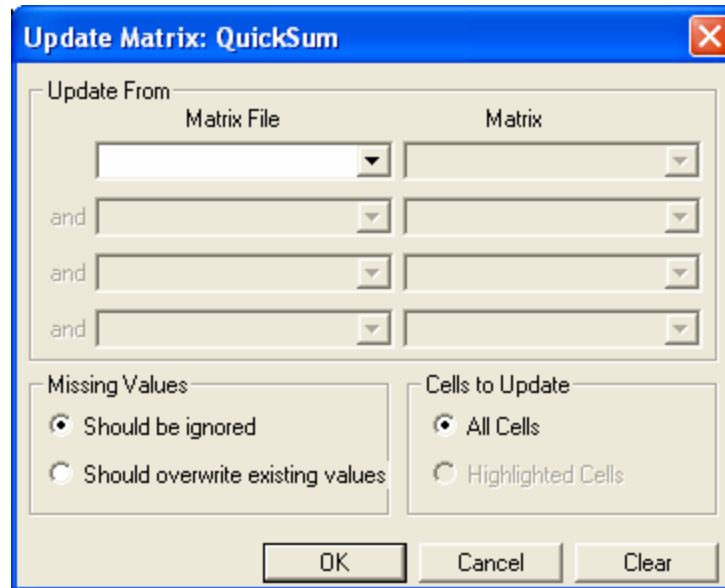 Update Matrix: QuickSum
Update From
Matrix File Matrix
and
and
and
Missing Values
Should be ignored
Should overwrite existing values
Cells to Update
All Cells
Highlighted Cells
OK Cancel Clear